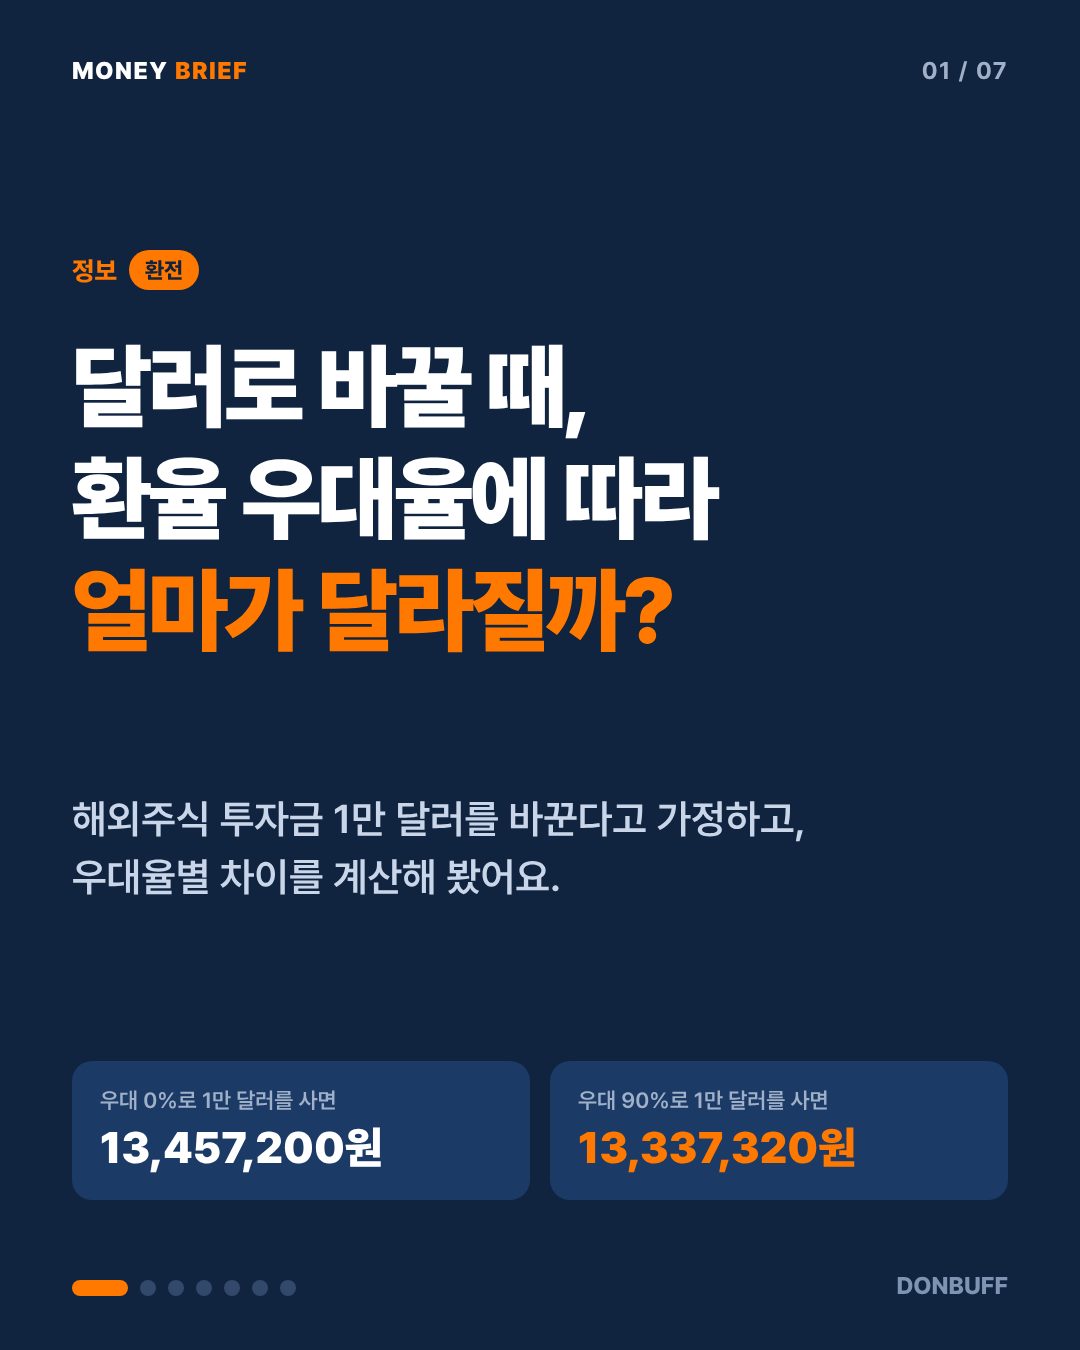 MONEY BRIEF
01 / 07
정보 환전
달러로 바꿀 때,
환율 우대율에 따라
얼마가 달라질까?
해외주식 투자금 1만 달러를 바꾼다고 가정하고,
우대율별 차이를 계산해 봤어요.
우대 0%로 1만 달러를 사면
13,457,200원
우대 90%로 1만 달러를 사면
13,337,320원
DONBUFF